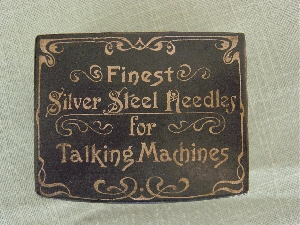 Finest
Silver Steel Needles
for
Talking Machines